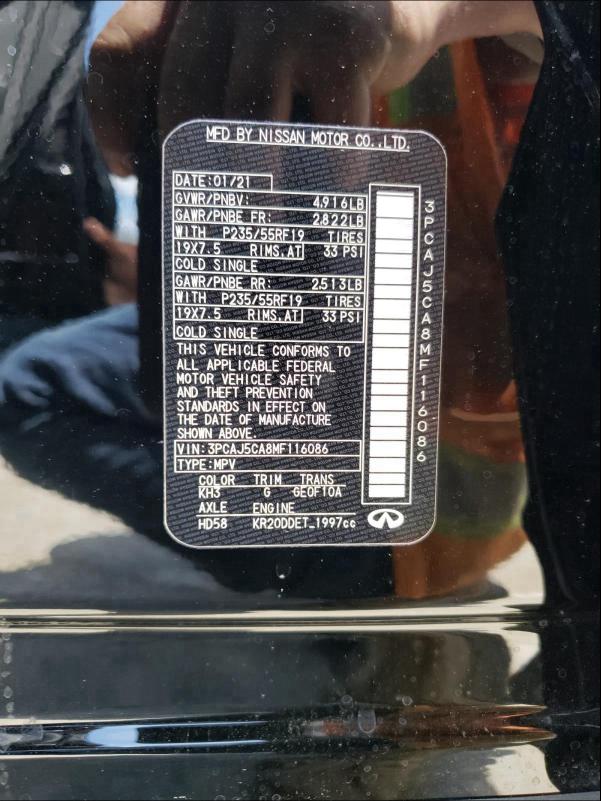 MFD BY NISSAN MOTOR CO.,LTD.
DATE:01/21
GVWR/PNBV: 4,916LB
GAWR/PNBE FR: 2,822LB
WITH P235/55RF19 TIRES
19X7.5 RIMS,AT 33 PSI
COLD SINGLE
GAWR/PNBE RR: 2,513LB
WITH P235/55RF19 TIRES
19X7.5 RIMS,AT 33 PSI
COLD SINGLE
THIS VEHICLE CONFORMS TO
ALL APPLICABLE FEDERAL
MOTOR VEHICLE SAFETY
AND THEFT PREVENTION
STANDARDS IN EFFECT ON
THE DATE OF MANUFACTURE
SHOWN ABOVE.
VIN:3PCAJ5CA8MF116086
TYPE:MPV
COLOR TRIM TRANS
KH3 G GE0F10A
AXLE ENGINE
HD58 KR20DDET_1997cc
3PCAJ5CA8MF116086